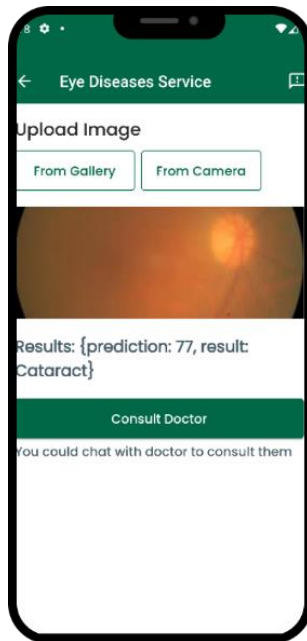 8
Eye Diseases Service
Upload Image
From Gallery From Camera
Results: {prediction: 77, result:
Cataract}
Consult Doctor
You could chat with doctor to consult them